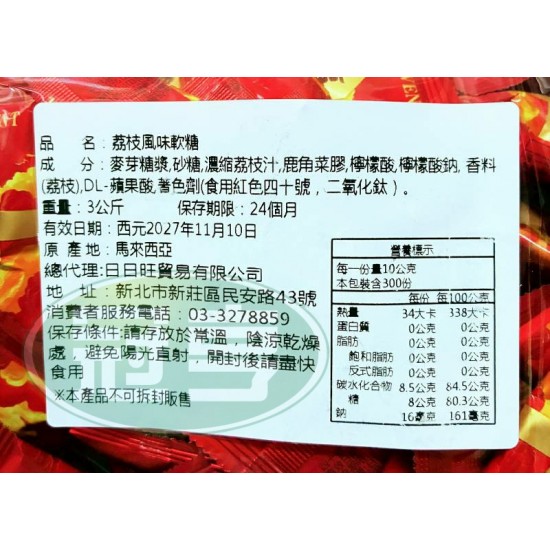 品　　名：荔枝風味軟糖
成　　分：麥芽糖漿,砂糖,濃縮荔枝汁,鹿角菜膠,檸檬酸,檸檬酸鈉, 香料
(荔枝),DL-蘋果酸,著色劑(食用紅色四十號，二氧化鈦)。
重量：3公斤　　保存期限：24個月
有效日期：西元2027年11月10日
原 產 地：馬來西亞
總代理:日日旺貿易有限公司
地　址：新北市新莊區民安路43號
消費者服務電話：03-3278859
保存條件:請存放於常溫，陰涼乾燥
處，避免陽光直射，開封後請盡快
食用
※本產品不可拆封販售
營養標示
每一份量10公克
本包裝含300份
每份　每100公克
熱量　34大卡　338大卡
蛋白質　0公克　0公克
脂肪　0公克　0公克
飽和脂肪　0公克　0公克
反式脂肪　0公克　0公克
碳水化合物　8.5公克　84.5公克
糖　8公克　80.3公克
鈉　16毫克　161毫克